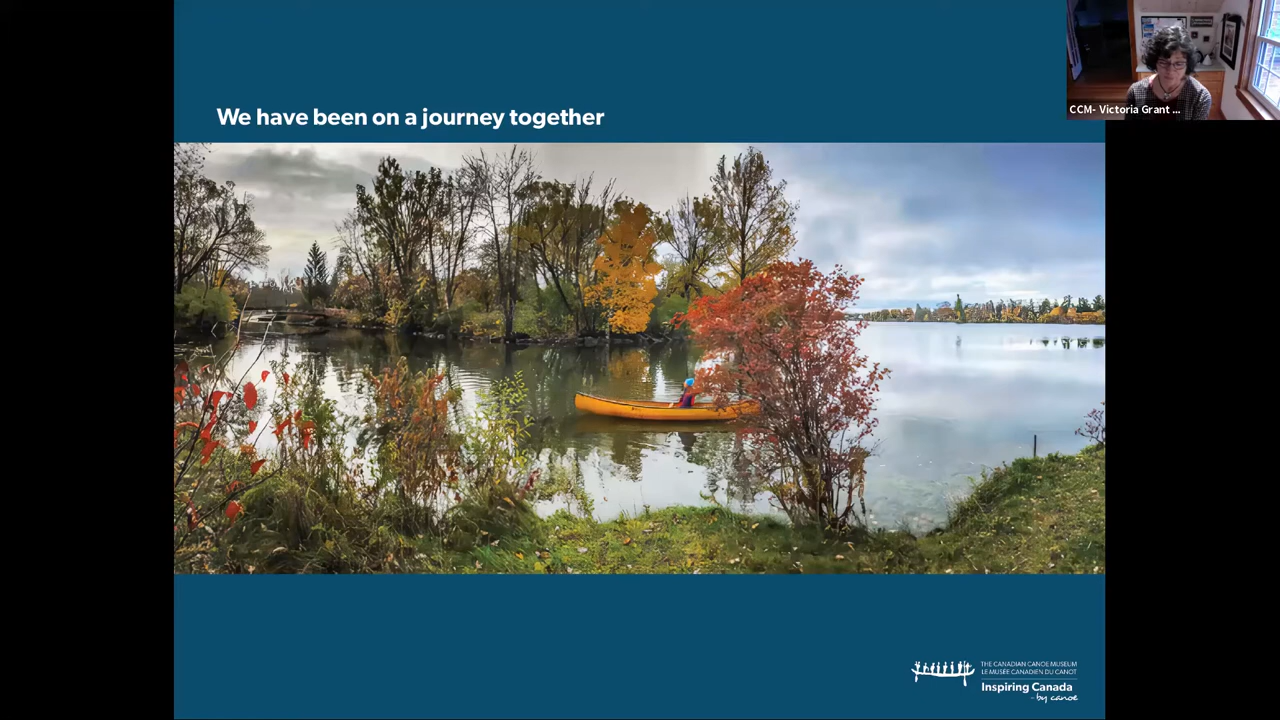 CCM- Victoria Grant ...
We have been on a journey together
THE CANADIAN CANOE MUSEUM
LE MUSÉE CANADIEN DU CANOT
Inspiring Canada
- by canoe